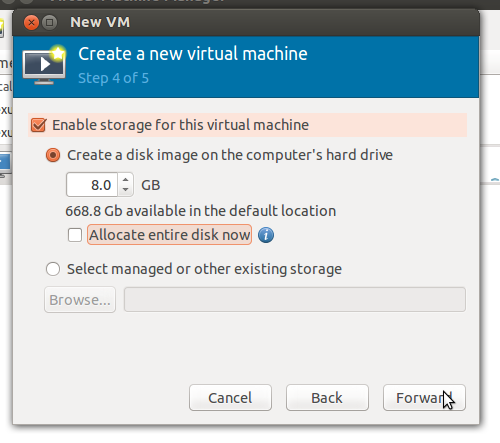 New VM
Create a new virtual machine
Step 4 of 5
Enable storage for this virtual machine
Create a disk image on the computer's hard drive
8.0 GB
668.8 Gb available in the default location
Allocate entire disk now
Select managed or other existing storage
Browse...
Cancel Back Forward